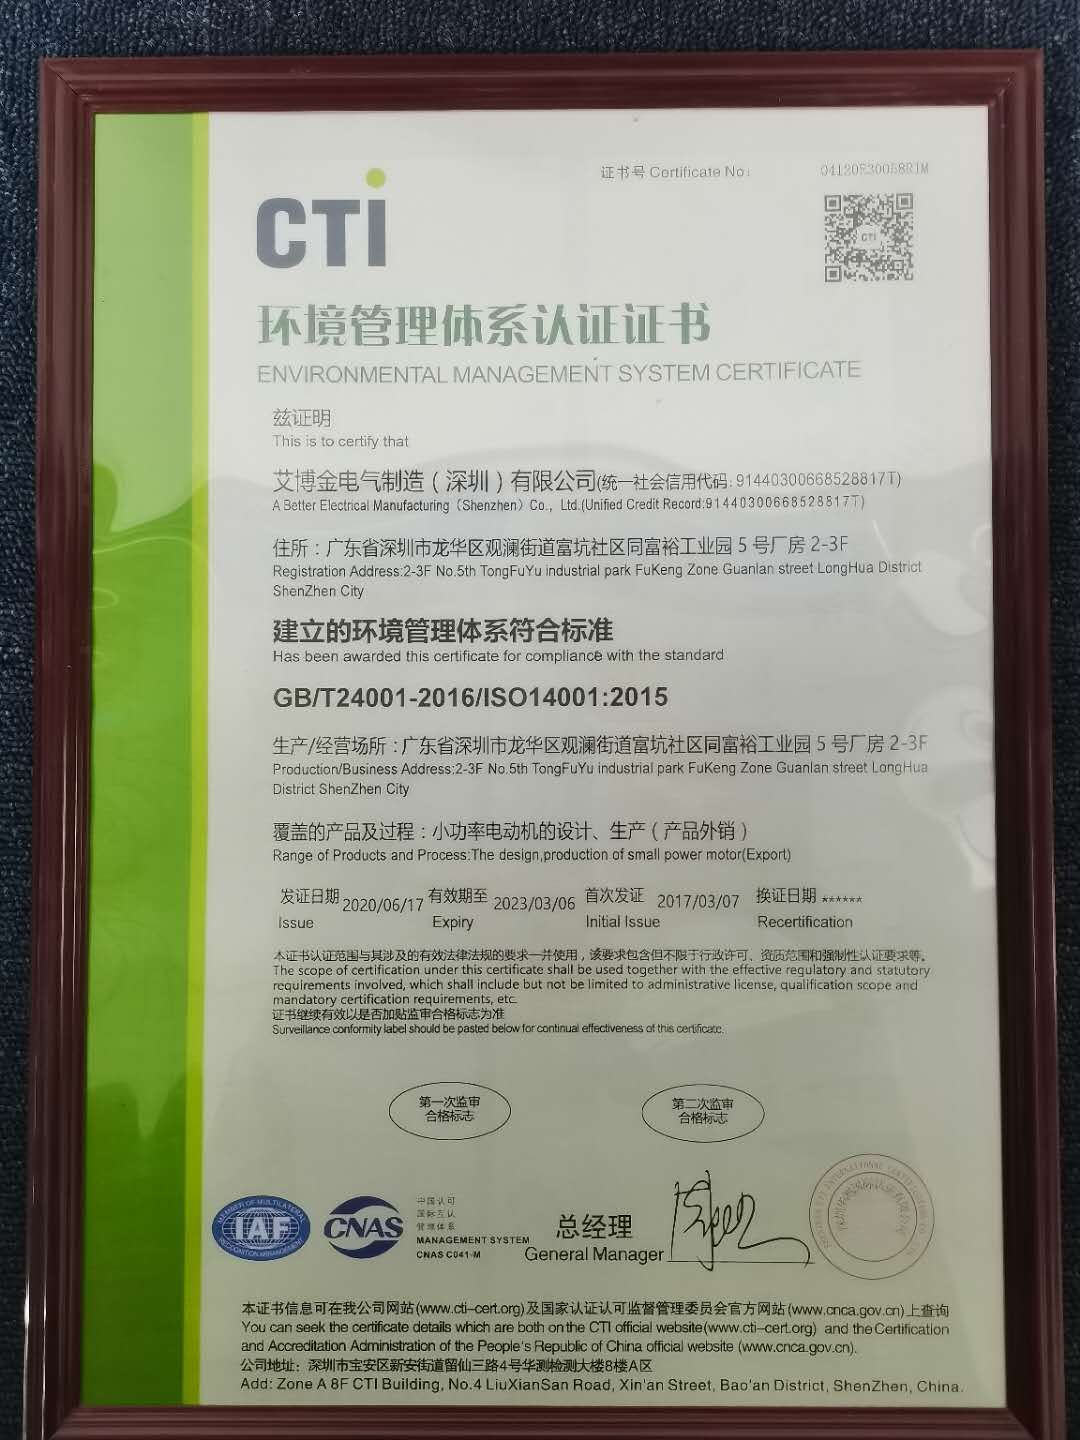 证书号 Certificate No: 04120E30058R1M
CTi
CTI
环境管理体系认证证书
ENVIRONMENTAL MANAGEMENT SYSTEM CERTIFICATE
兹证明
This is to certify that
艾博金电气制造（深圳）有限公司(统一社会信用代码: 91440300668528817T)
A Better Electrical Manufacturing（Shenzhen）Co., Ltd.(Unified Credit Record:91440300668528817T)
住所：广东省深圳市龙华区观澜街道富坑社区同富裕工业园 5 号厂房 2-3F
Registration Address:2-3F No.5th TongFuYu industrial park FuKeng Zone Guanlan street LongHua District
ShenZhen City
建立的环境管理体系符合标准
Has been awarded this certificate for compliance with the standard
GB/T24001-2016/ISO14001:2015
生产/经营场所：广东省深圳市龙华区观澜街道富坑社区同富裕工业园 5 号厂房 2-3F
Production/Business Address:2-3F No.5th TongFuYu industrial park FuKeng Zone Guanlan street LongHua
District ShenZhen City
覆盖的产品及过程：小功率电动机的设计、生产（产品外销）
Range of Products and Process:The design,production of small power motor(Export)
发证日期 2020/06/17 有效期至 2023/03/06 首次发证 2017/03/07 换证日期 ******
Issue Expiry Initial Issue Recertification
本证书认证范围与其涉及的有效法律法规的要求一并使用，该要求包含但不限于行政许可、资质范围和强制性认证要求等。
The scope of certification under this certificate shall be used together with the effective regulatory and statutory
requirements involved, which shall include but not be limited to administrative license, qualification scope and
mandatory certification requirements, etc.
证书继续有效以是否加贴监审合格标志为准
Surveillance conformity label should be pasted below for continual effectiveness of this certificate.
第一次监审
合格标志
第二次监审
合格标志
MEMBER OF MULTILATERAL
IAF
RECOGNITION ARRANGEMENT
CNAS
中国认可
国际互认
管理体系
MANAGEMENT SYSTEM
CNAS C041-M
总经理
General Manager
本证书信息可在我公司网站(www.cti-cert.org)及国家认证认可监督管理委员会官方网站(www.cnca.gov.cn)上查询
You can seek the certificate details which are both on the CTI official website(www.cti-cert.org) and the Certification
and Accreditation Administration of the People's Republic of China official website (www.cnca.gov.cn).
公司地址：深圳市宝安区新安街道留仙三路4号华测检测大楼8楼A区
Add: Zone A 8F CTI Building, No.4 LiuXianSan Road, Xin'an Street, Bao'an District, ShenZhen, China.